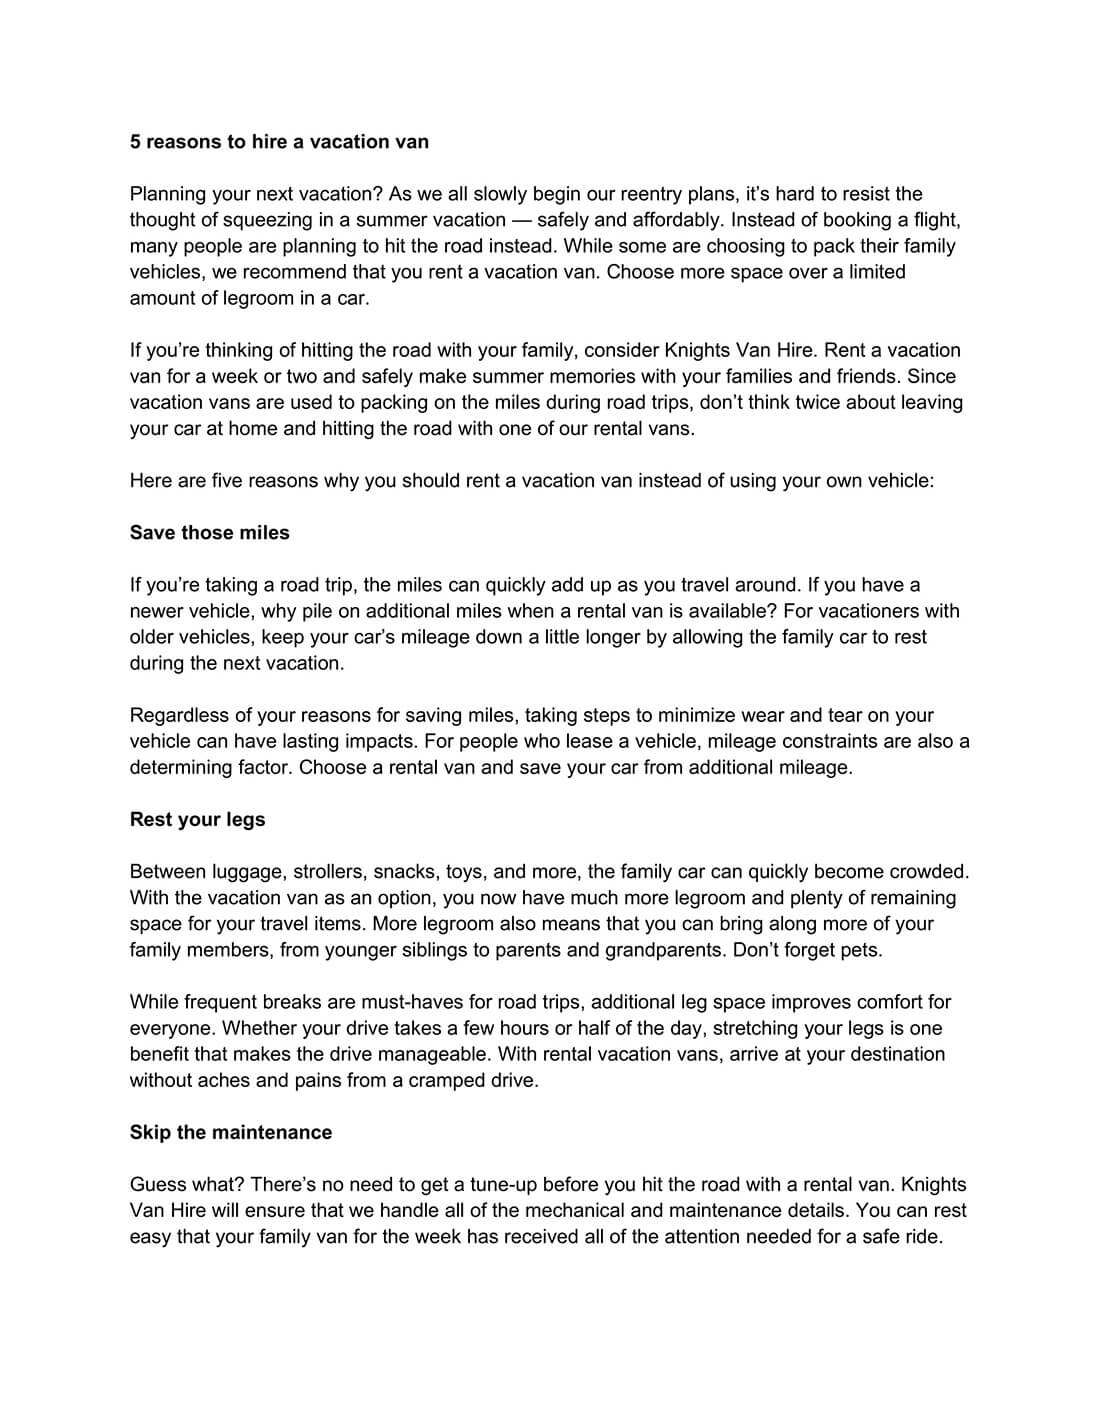 5 reasons to hire a vacation van
Planning your next vacation? As we all slowly begin our reentry plans, it’s hard to resist the
thought of squeezing in a summer vacation — safely and affordably. Instead of booking a flight,
many people are planning to hit the road instead. While some are choosing to pack their family
vehicles, we recommend that you rent a vacation van. Choose more space over a limited
amount of legroom in a car.
If you’re thinking of hitting the road with your family, consider Knights Van Hire. Rent a vacation
van for a week or two and safely make summer memories with your families and friends. Since
vacation vans are used to packing on the miles during road trips, don’t think twice about leaving
your car at home and hitting the road with one of our rental vans.
Here are five reasons why you should rent a vacation van instead of using your own vehicle:
Save those miles
If you’re taking a road trip, the miles can quickly add up as you travel around. If you have a
newer vehicle, why pile on additional miles when a rental van is available? For vacationers with
older vehicles, keep your car’s mileage down a little longer by allowing the family car to rest
during the next vacation.
Regardless of your reasons for saving miles, taking steps to minimize wear and tear on your
vehicle can have lasting impacts. For people who lease a vehicle, mileage constraints are also a
determining factor. Choose a rental van and save your car from additional mileage.
Rest your legs
Between luggage, strollers, snacks, toys, and more, the family car can quickly become crowded.
With the vacation van as an option, you now have much more legroom and plenty of remaining
space for your travel items. More legroom also means that you can bring along more of your
family members, from younger siblings to parents and grandparents. Don’t forget pets.
While frequent breaks are must-haves for road trips, additional leg space improves comfort for
everyone. Whether your drive takes a few hours or half of the day, stretching your legs is one
benefit that makes the drive manageable. With rental vacation vans, arrive at your destination
without aches and pains from a cramped drive.
Skip the maintenance
Guess what? There’s no need to get a tune-up before you hit the road with a rental van. Knights
Van Hire will ensure that we handle all of the mechanical and maintenance details. You can rest
easy that your family van for the week has received all of the attention needed for a safe ride.